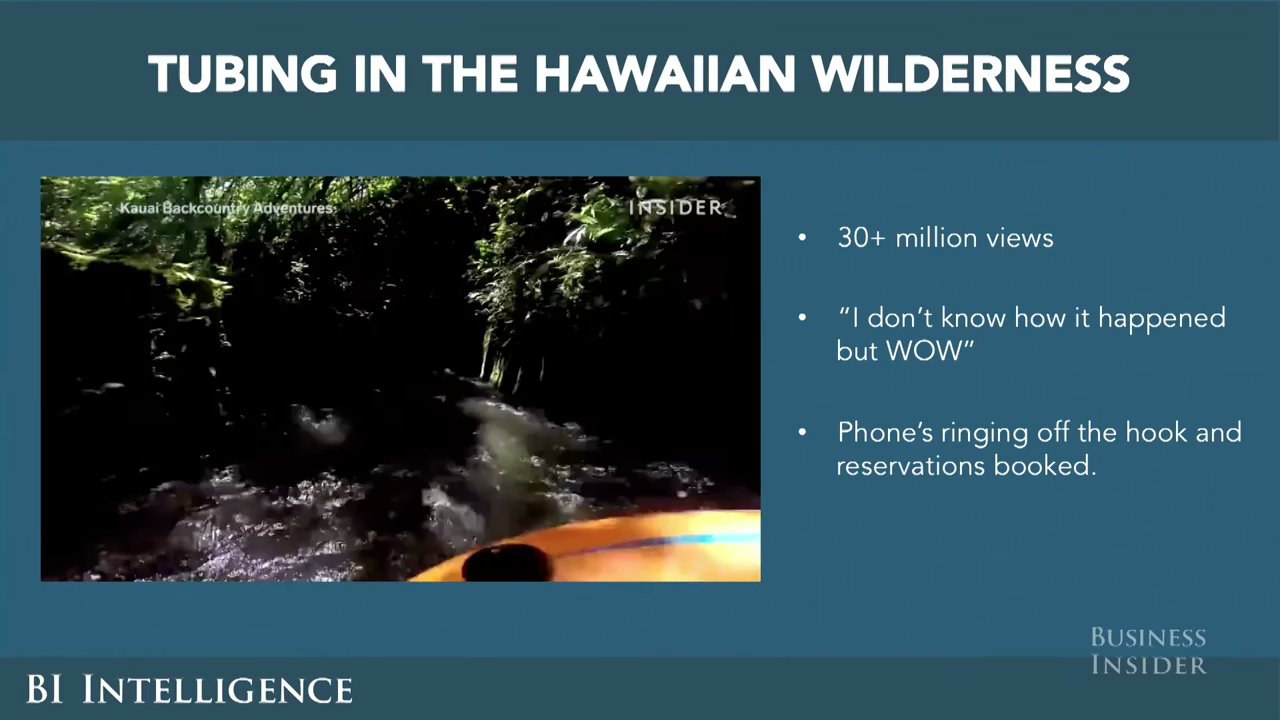 TUBING IN THE HAWAIIAN WILDERNESS
Kauai Backcountry Adventures
INSIDER
• 30+ million views
• “I don’t know how it happened
but WOW”
• Phone’s ringing off the hook and
reservations booked.
BUSINESS
INSIDER
BI INTELLIGENCE